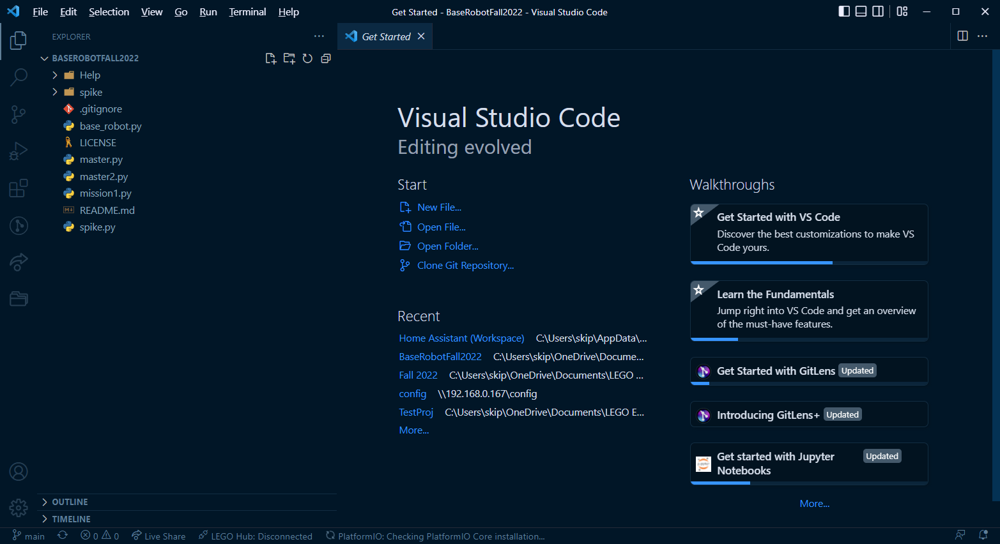 File Edit Selection View Go Run Terminal Help
Get Started - BaseRobotFall2022 - Visual Studio Code
EXPLORER
Get Started
BASEROBOTFALL2022
Help
spike
.gitignore
base_robot.py
LICENSE
master.py
master2.py
mission1.py
README.md
spike.py
OUTLINE
TIMELINE
Visual Studio Code
Editing evolved
Start
New File...
Open File...
Open Folder...
Clone Git Repository...
Recent
Home Assistant (Workspace) C:\Users\skip\AppData\...
BaseRobotFall2022 C:\Users\skip\OneDrive\Docume...
Fall 2022 C:\Users\skip\OneDrive\Documents\LEGO ...
config \\192.168.0.167\config
TestProj C:\Users\skip\OneDrive\Documents\LEGO E...
More...
Walkthroughs
Get Started with VS Code
Discover the best customizations to make VS
Code yours.
Learn the Fundamentals
Jump right into VS Code and get an overview
of the must-have features.
Get Started with GitLens Updated
Introducing GitLens+ Updated
Get started with Jupyter Updated
Notebooks
More...
main 0 0 Live Share LEGO Hub: Disconnected PlatformIO: Checking PlatformIO Core installation...